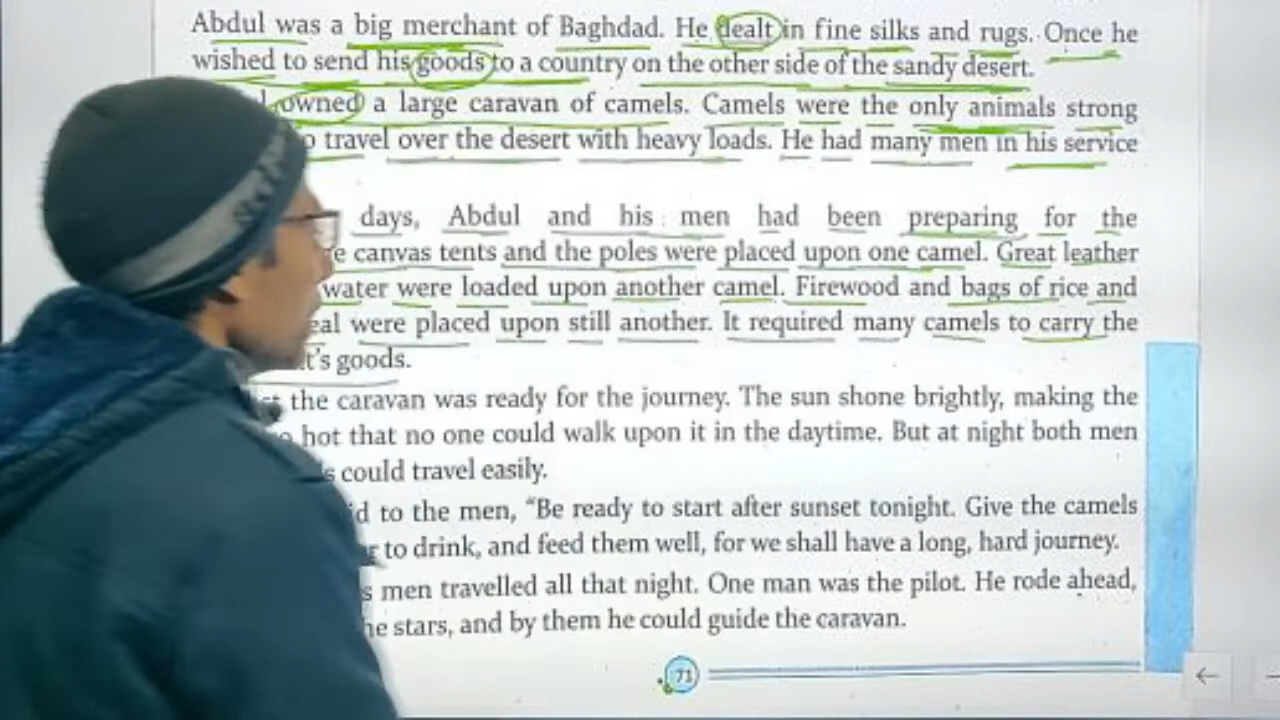 Abdul was a big merchant of Baghdad. He dealt in fine silks and rugs. Once he
wished to send his goods to a country on the other side of the sandy desert.
owned a large caravan of camels. Camels were the only animals strong
travel over the desert with heavy loads. He had many men in his service
days, Abdul and his men had been preparing for the
canvas tents and the poles were placed upon one camel. Great leather
water were loaded upon another camel. Firewood and bags of rice and
were placed upon still another. It required many camels to carry the
goods.
the caravan was ready for the journey. The sun shone brightly, making the
hot that no one could walk upon it in the daytime. But at night both men
could travel easily.
to the men, “Be ready to start after sunset tonight. Give the camels
to drink, and feed them well, for we shall have a long, hard journey.
men travelled all that night. One man was the pilot. He rode ahead,
stars, and by them he could guide the caravan.
71